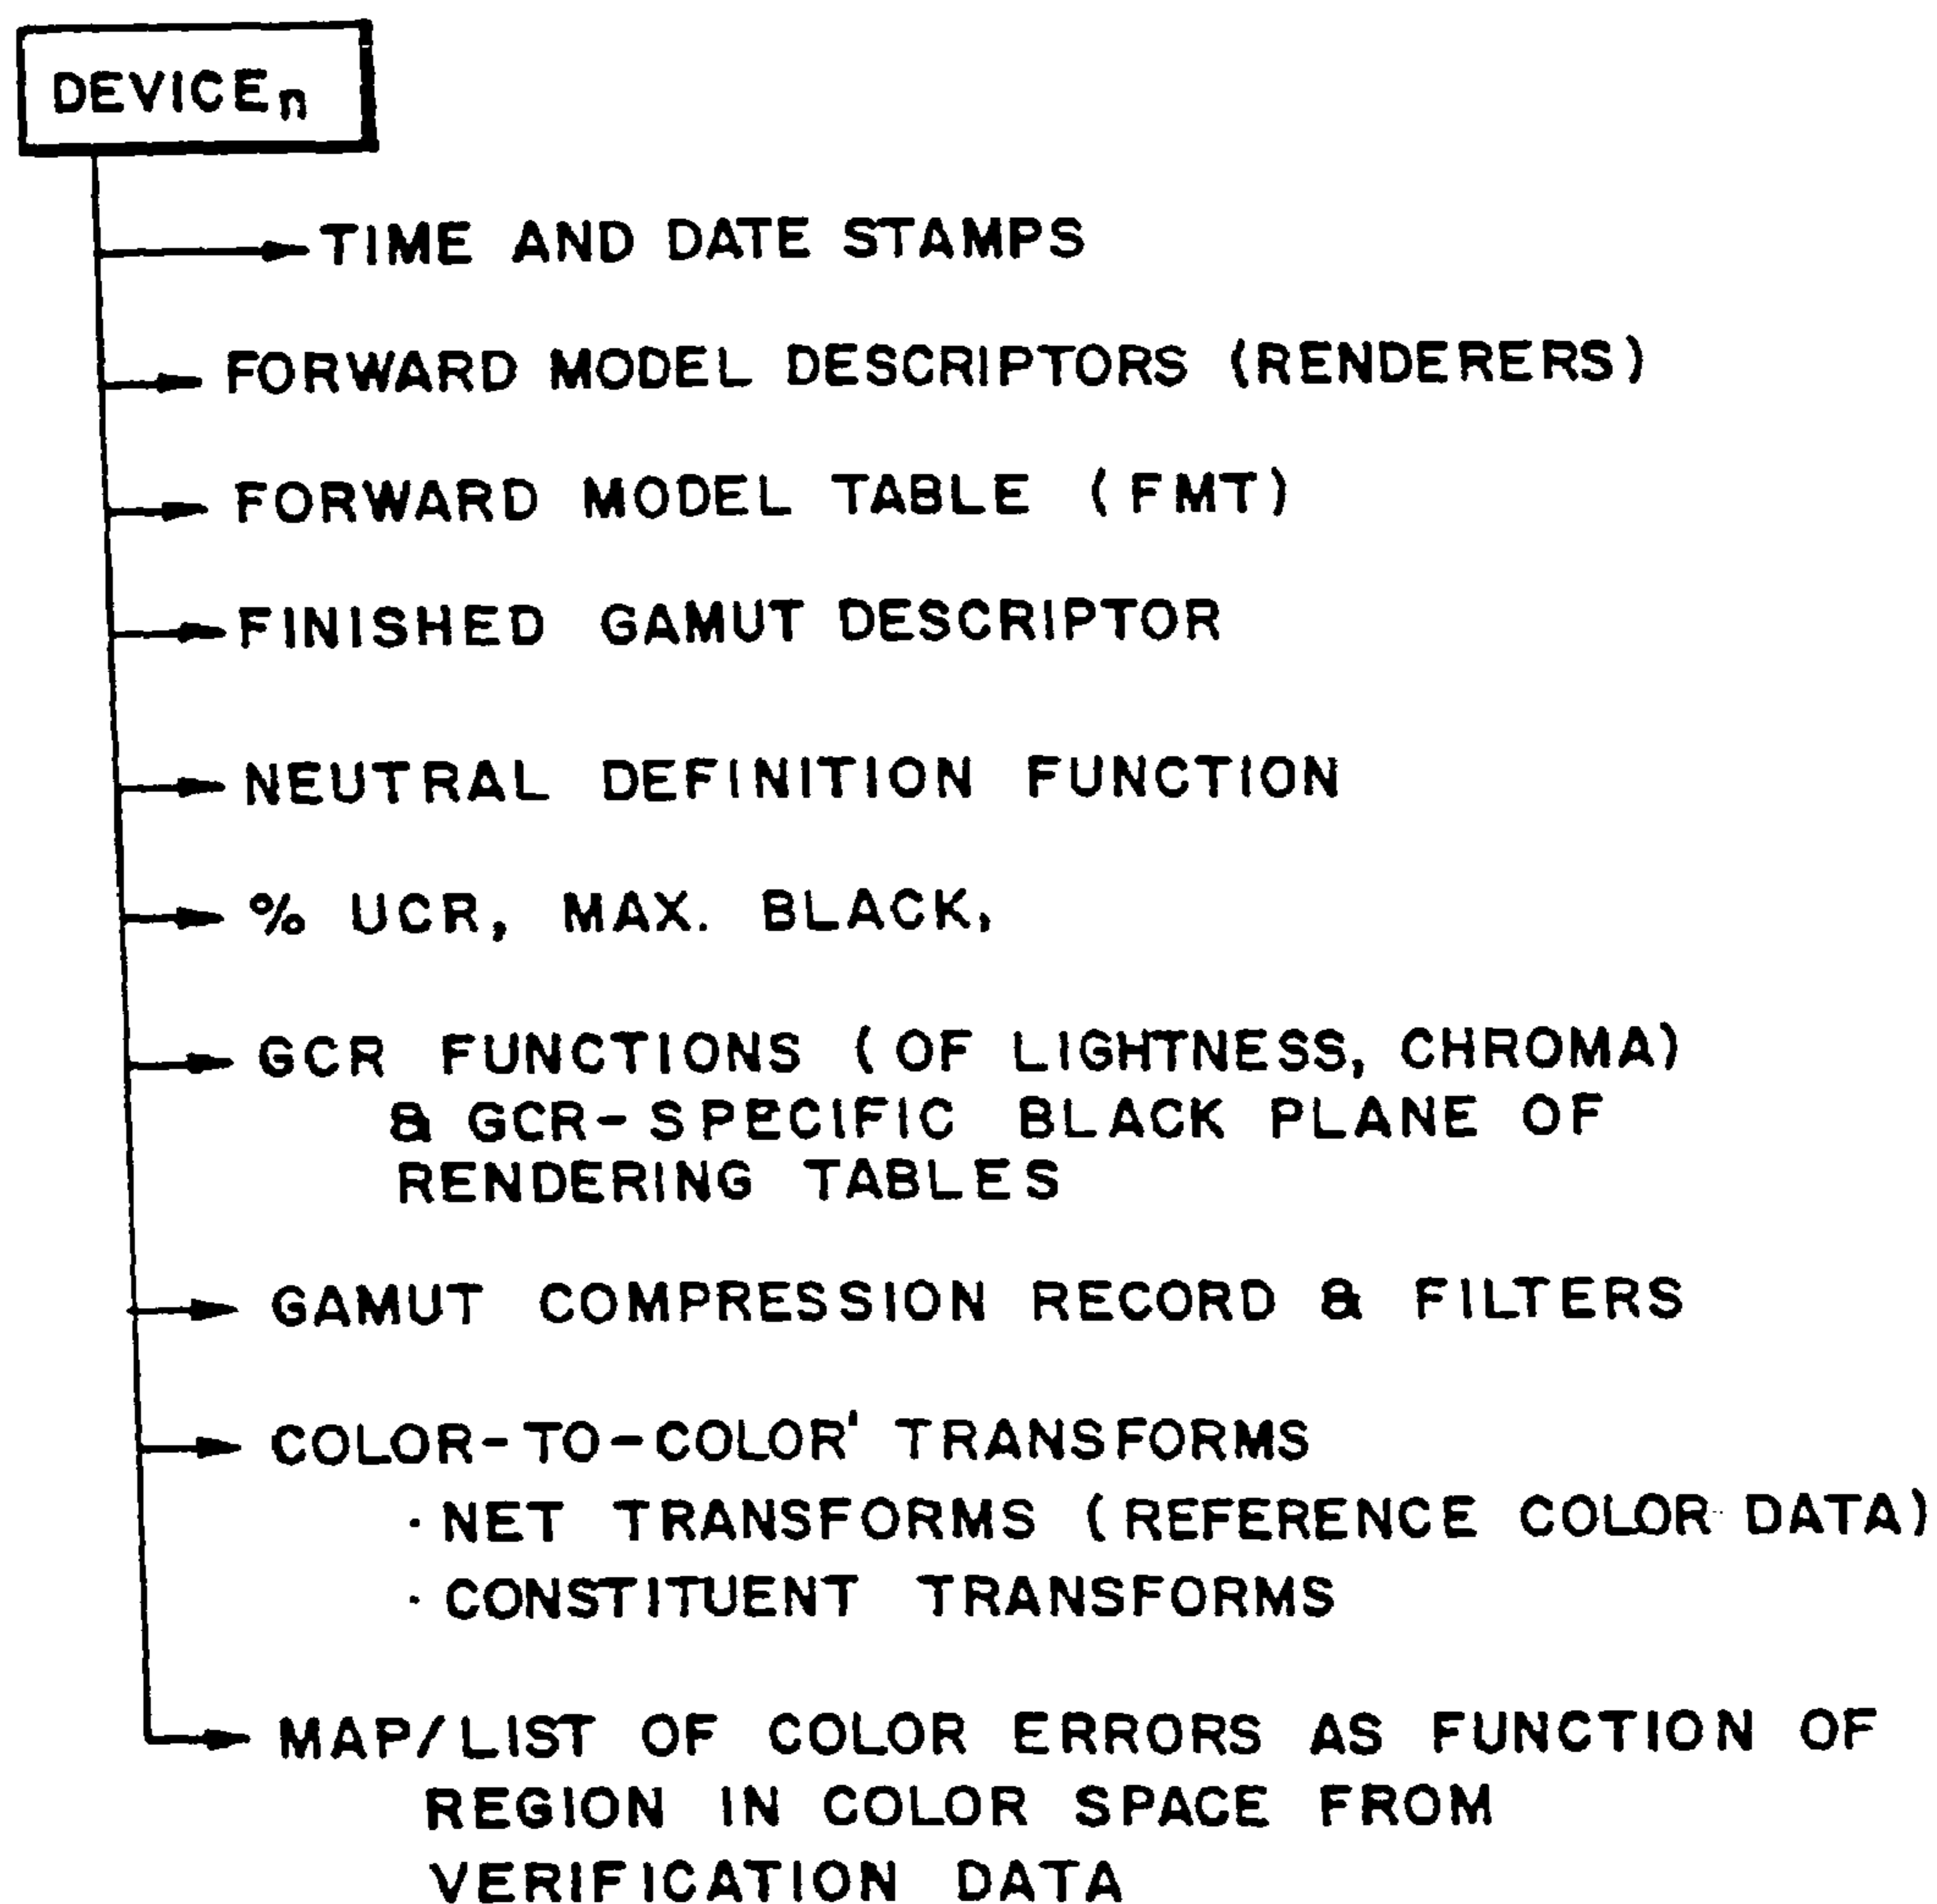 DEVICEn
TIME AND DATE STAMPS
FORWARD MODEL DESCRIPTORS (RENDERERS)
FORWARD MODEL TABLE (FMT)
FINISHED GAMUT DESCRIPTOR
NEUTRAL DEFINITION FUNCTION
% UCR, MAX. BLACK,
GCR FUNCTIONS (OF LIGHTNESS, CHROMA)
& GCR-SPECIFIC BLACK PLANE OF
RENDERING TABLES
GAMUT COMPRESSION RECORD & FILTERS
COLOR-TO-COLOR' TRANSFORMS
· NET TRANSFORMS (REFERENCE COLOR DATA)
· CONSTITUENT TRANSFORMS
MAP/LIST OF COLOR ERRORS AS FUNCTION OF
REGION IN COLOR SPACE FROM
VERIFICATION DATA